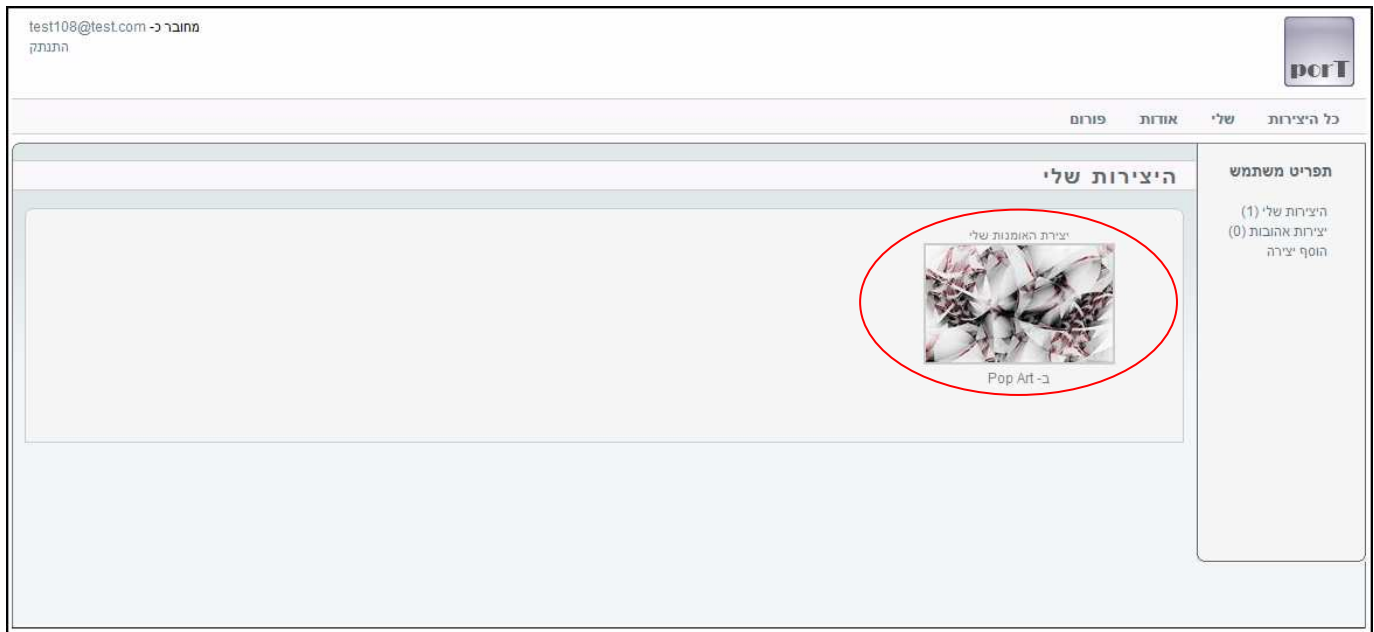 מחובר כ- test108@test.com
התנתק
porT
כל היצירות שלי אודות פורום
תפריט משתמש
היצירות שלי (1)
יצירות אהובות (0)
הוסף יצירה
היצירות שלי
יצירת האומנות שלי
ב- Pop Art